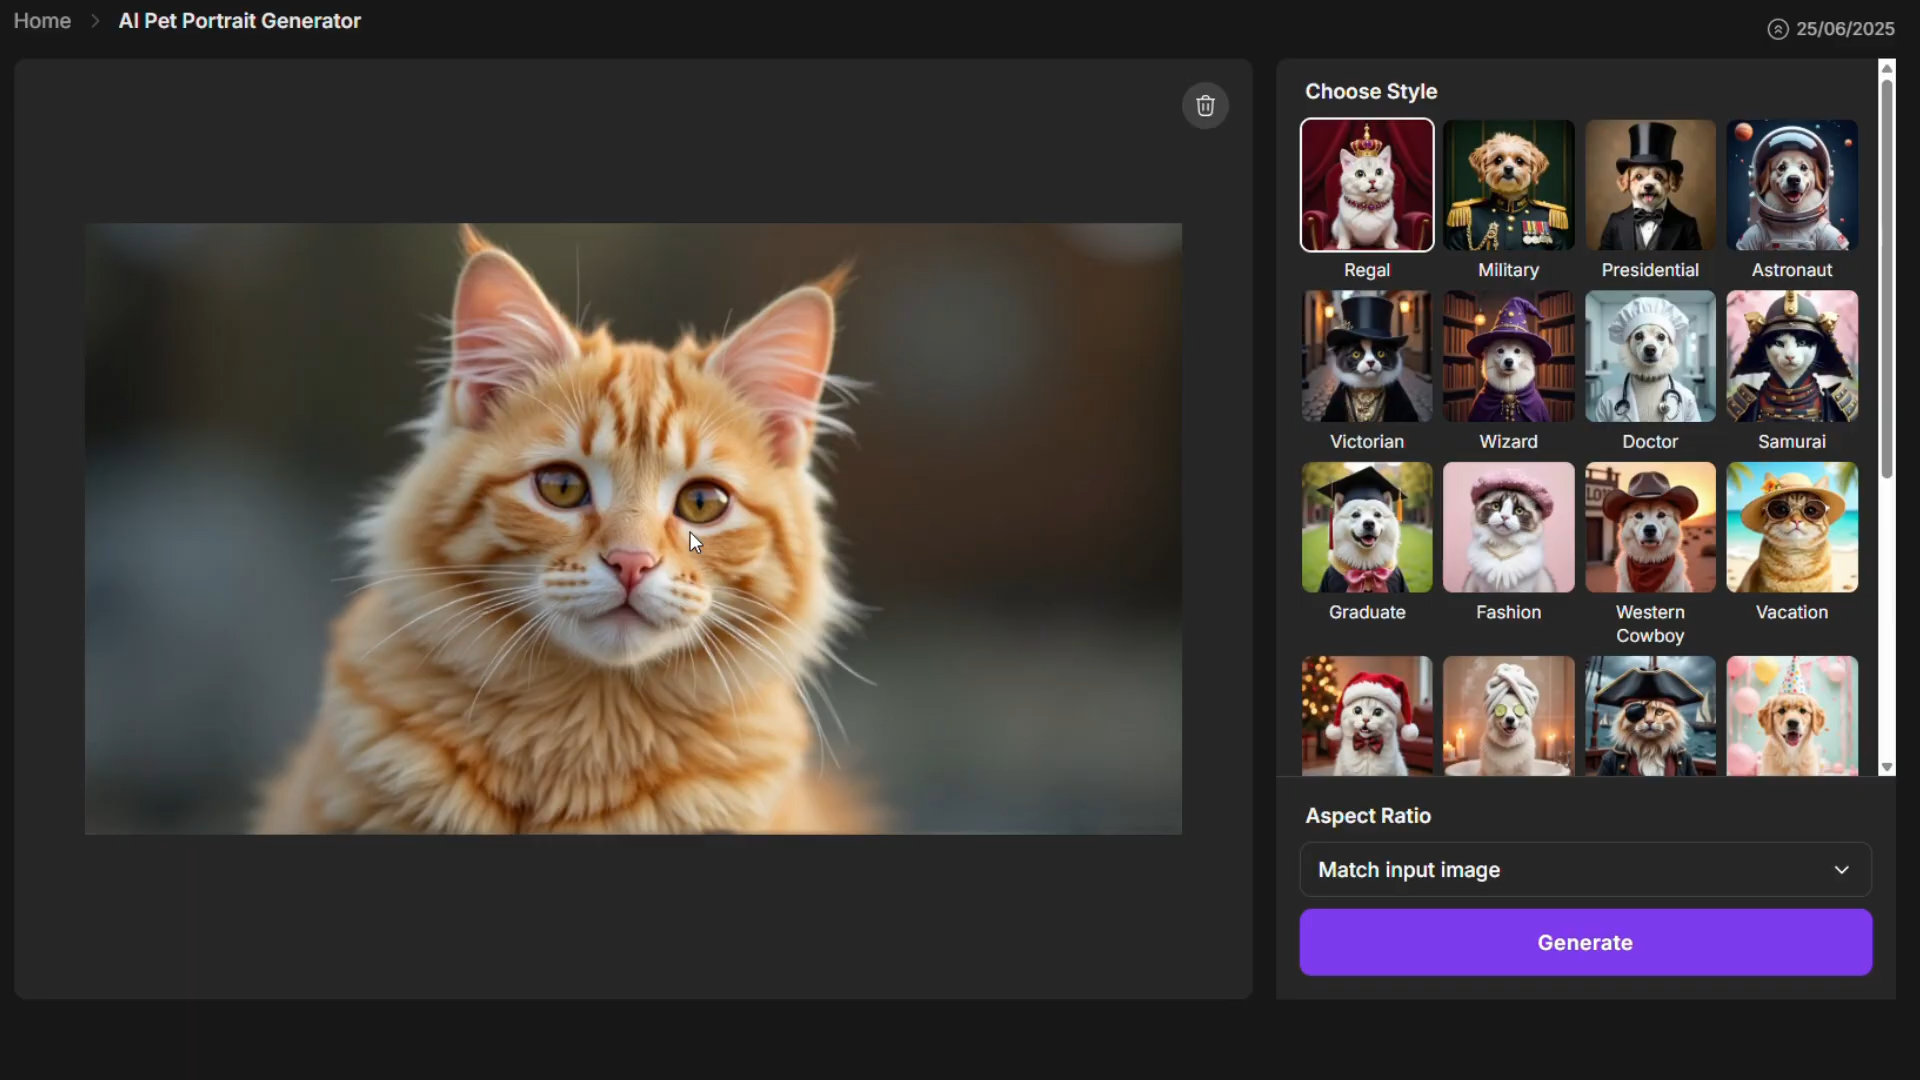 Home > AI Pet Portrait Generator
25/06/2025
Choose Style
Regal
Military
Presidential
Astronaut
Victorian
Wizard
Doctor
Samurai
Graduate
Fashion
Western
Cowboy
Vacation
Aspect Ratio
Match input image
Generate